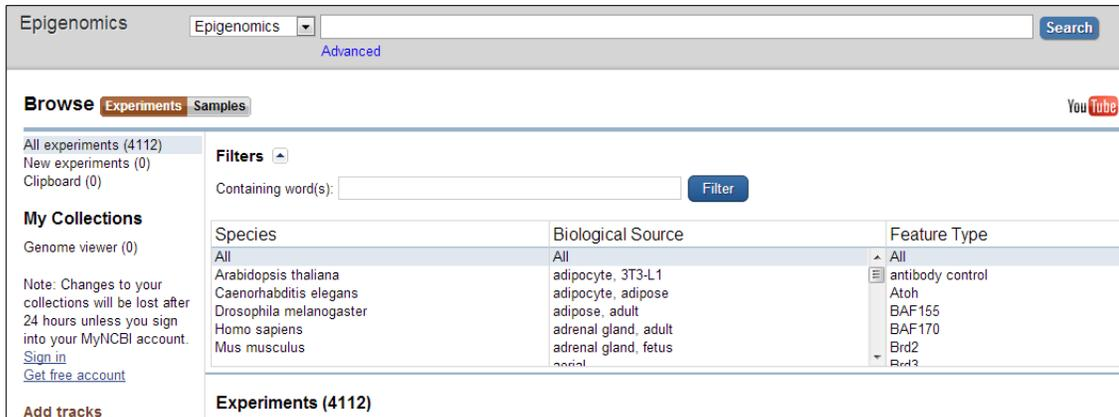 Epigenomics
Epigenomics
Search
Advanced
Browse Experiments Samples
You Tube
All experiments (4112)
New experiments (0)
Clipboard (0)
My Collections
Genome viewer (0)
Note: Changes to your
collections will be lost after
24 hours unless you sign
into your MyNCBI account.
Sign in
Get free account
Add tracks
Filters
Containing word(s):
Filter
Species
All
Arabidopsis thaliana
Caenorhabditis elegans
Drosophila melanogaster
Homo sapiens
Mus musculus
Biological Source
All
adipocyte, 3T3-L1
adipocyte, adipose
adipose, adult
adrenal gland, adult
adrenal gland, fetus
aerial
Feature Type
All
antibody control
Atoh
BAF155
BAF170
Brd2
Brd3
Experiments (4112)